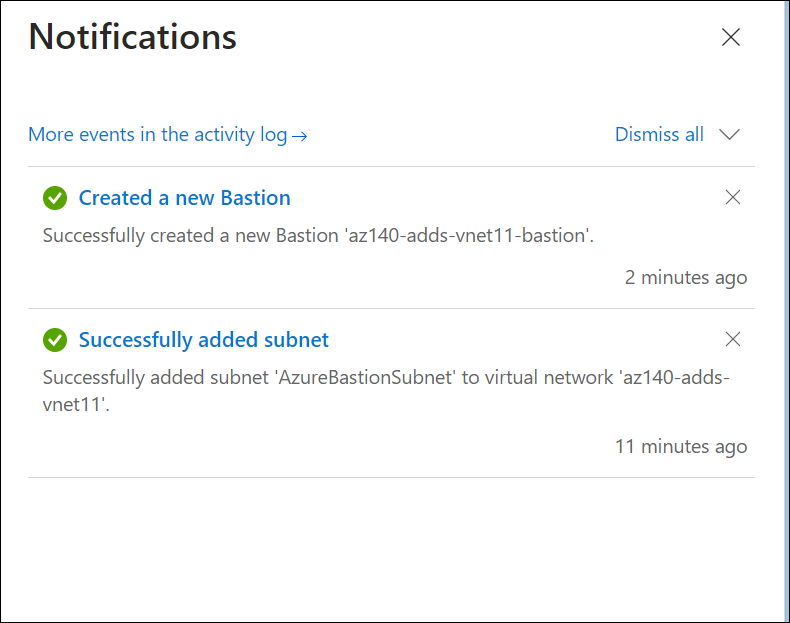 Notifications
More events in the activity log→
Dismiss all
Created a new Bastion
Successfully created a new Bastion 'az140-adds-vnet11-bastion'.
2 minutes ago
Successfully added subnet
Successfully added subnet 'AzureBastionSubnet' to virtual network 'az140-adds-
vnet11'.
11 minutes ago